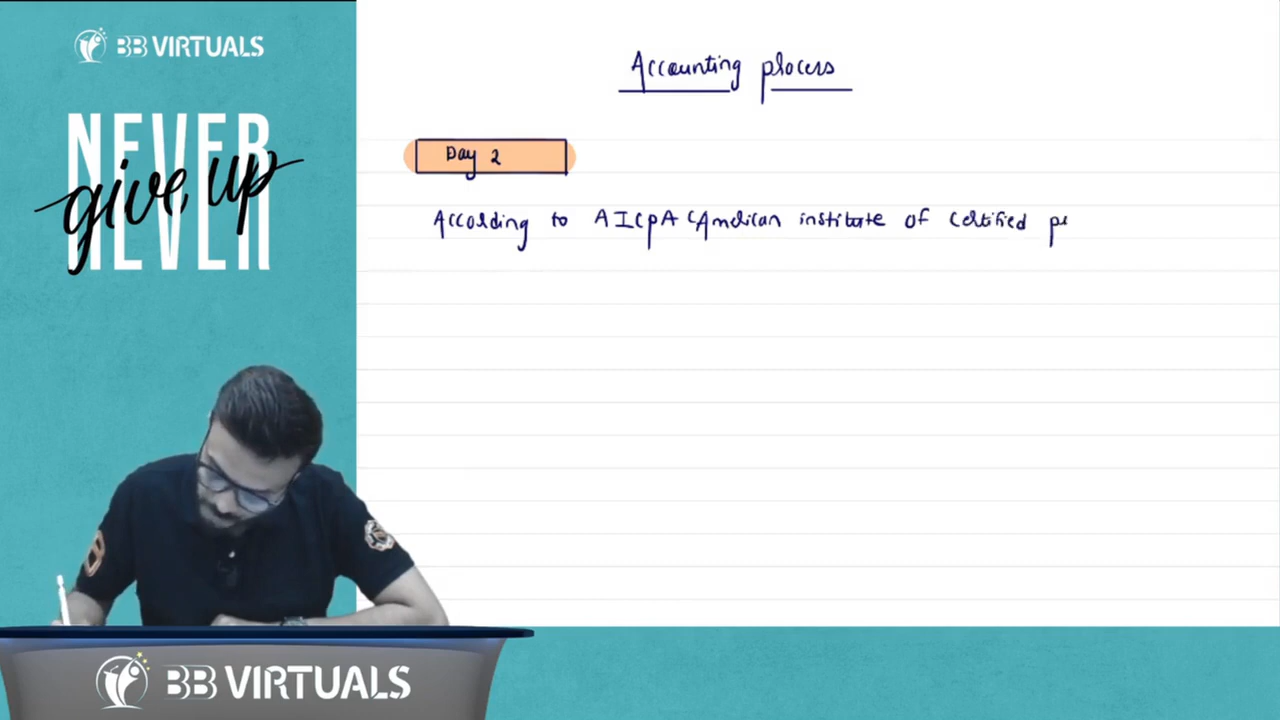 BB VIRTUALS
NEVER
give up
NEVER
Accounting process
Day 2
According to AICPA (American institute of certified
BB VIRTUALS